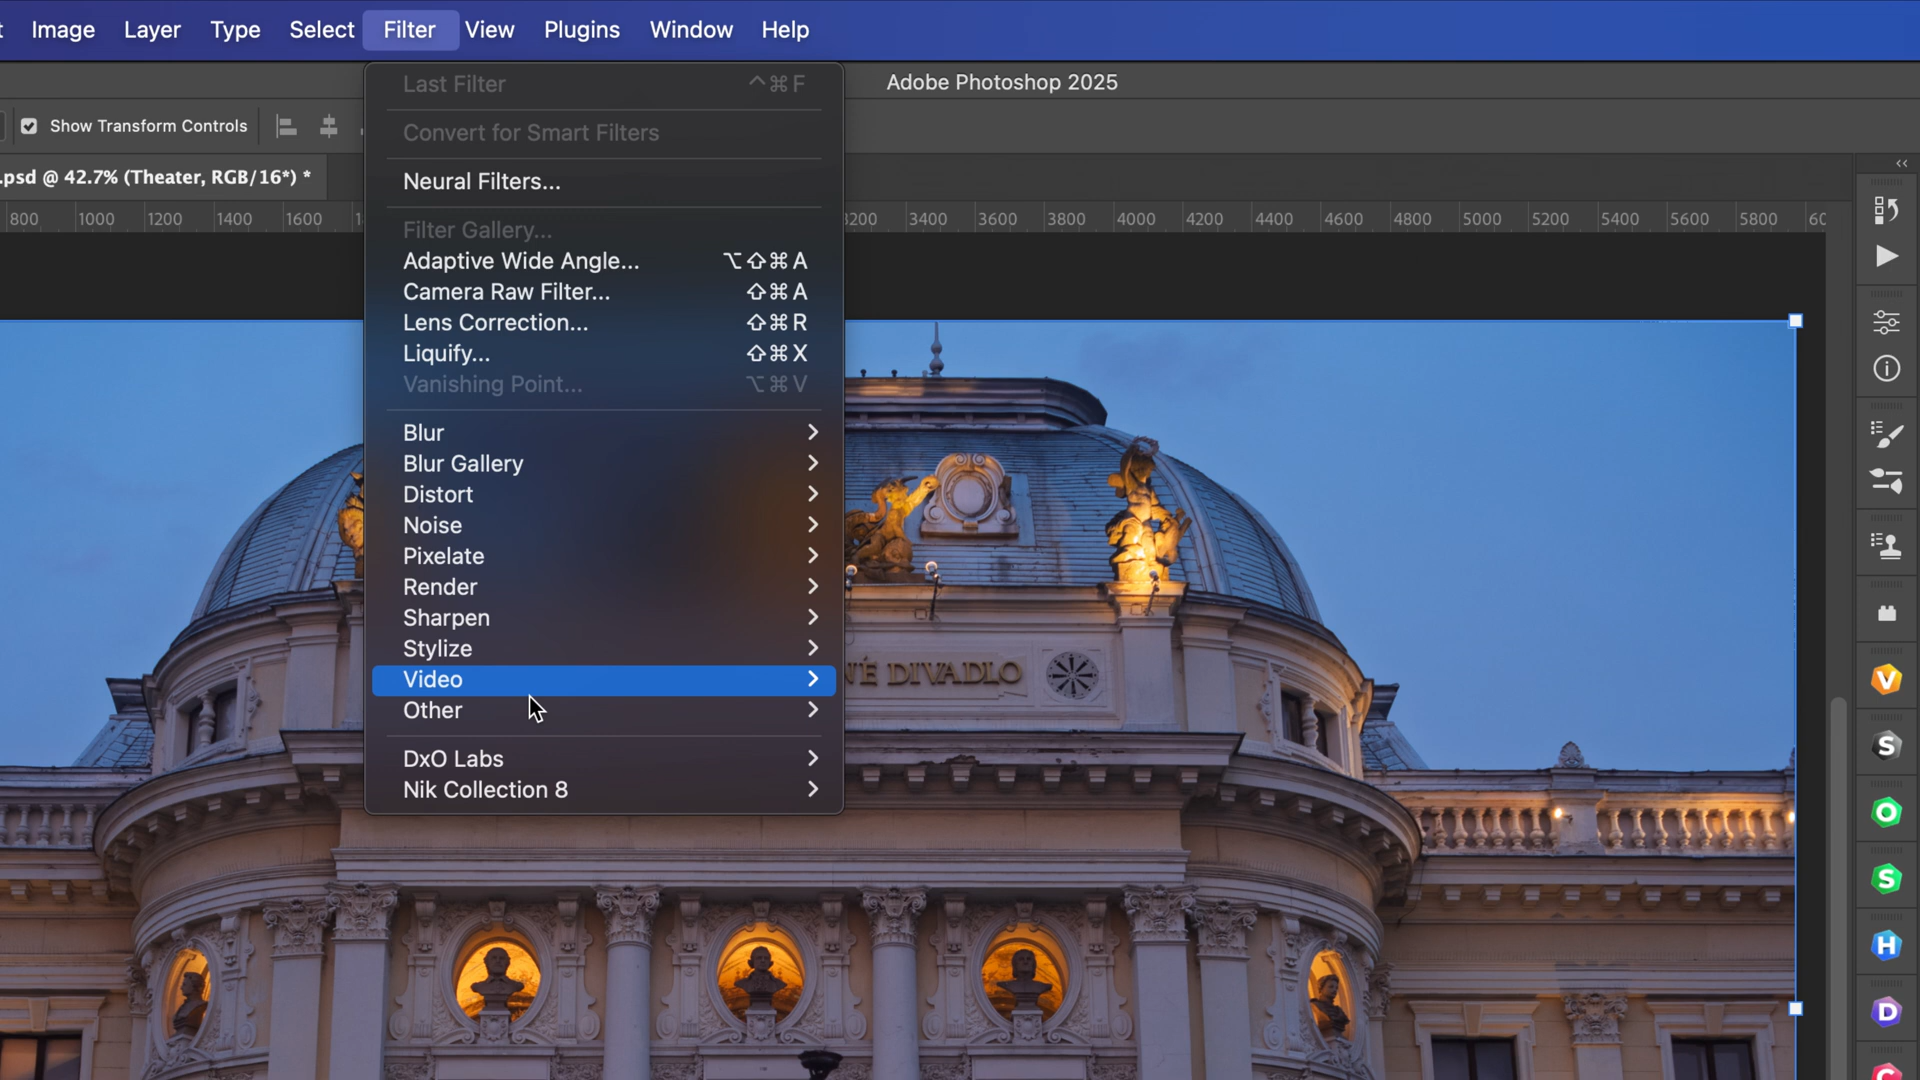 Image Layer Type Select Filter View Plugins Window Help
Adobe Photoshop 2025
Show Transform Controls
.psd @ 42.7% (Theater, RGB/16*) *
800 1000 1200 1400 1600 3200 3400 3600 3800 4000 4200 4400 4600 4800 5000 5200 5400 5600 5800
Last Filter ^⌘F
Convert for Smart Filters
Neural Filters...
Filter Gallery...
Adaptive Wide Angle... ⌥⇧⌘A
Camera Raw Filter... ⇧⌘A
Lens Correction... ⇧⌘R
Liquify... ⇧⌘X
Vanishing Point... ⌥⌘V
Blur
Blur Gallery
Distort
Noise
Pixelate
Render
Sharpen
Stylize
Video
Other
DxO Labs
Nik Collection 8
NÉ DIVADLO
V
S
O
S
H
D